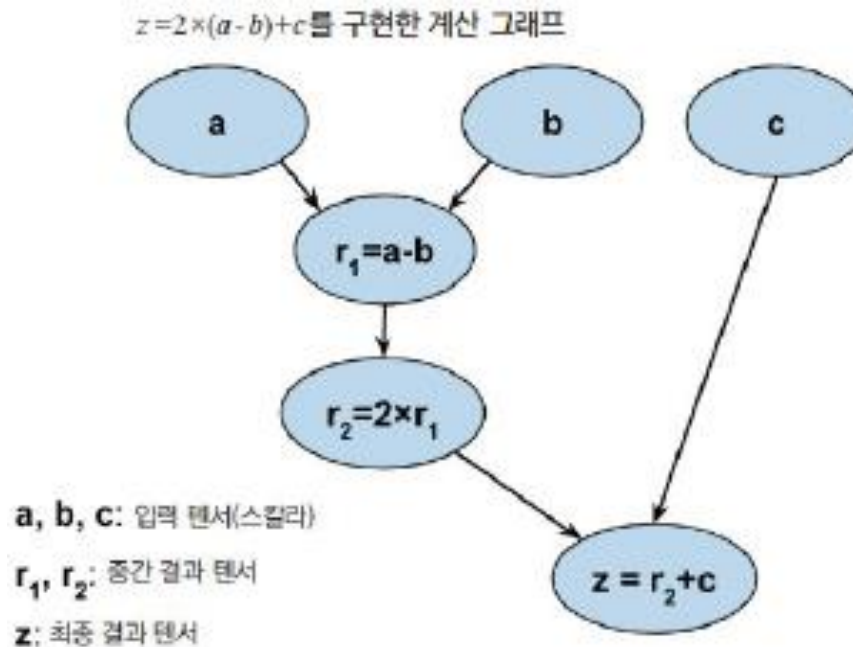 z=2×(a-b)+c를 구현한 계산 그래프
a
b
c
r₁=a-b
r₂=2×r₁
z = r₂+c
a, b, c: 입력 텐서(스칼라)
r₁, r₂: 중간 결과 텐서
z: 최종 결과 텐서